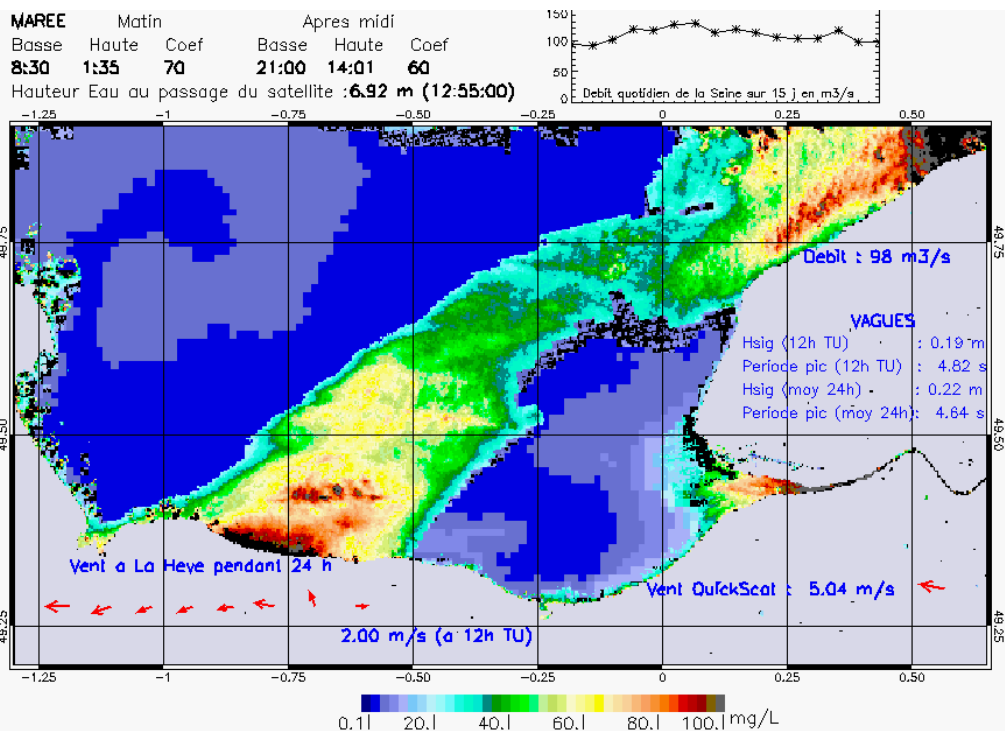 MAREE Matin Apres midi
Basse Haute Coef Basse Haute Coef
8:30 1:35 70 21:00 14:01 60
Hauteur Eau au passage du satellite :6.92 m (12:55:00)
150
100
50
0
Debit quotidien de la Seine sur 15 j en m3/s
-1.25 -1 -0.75 -0.50 -0.25 0 0.25 0.50
49.75 49.75
Debit : 98 m3/s
VAGUES
Hsig (12h TU) : 0.19 m
Periode pic (12h TU) : 4.82 s
Hsig (moy 24h) : 0.22 m
Periode pic (moy 24h): 4.64 s
49.50 49.50
Vent a La Heve pendant 24 h
Vent QuickScat : 5.04 m/s
2.00 m/s (a 12h TU)
49.25 49.25
-1.25 -1 -0.75 -0.50 -0.25 0 0.25 0.50
0.1 20.1 40.1 60.1 80.1 100.1 mg/L